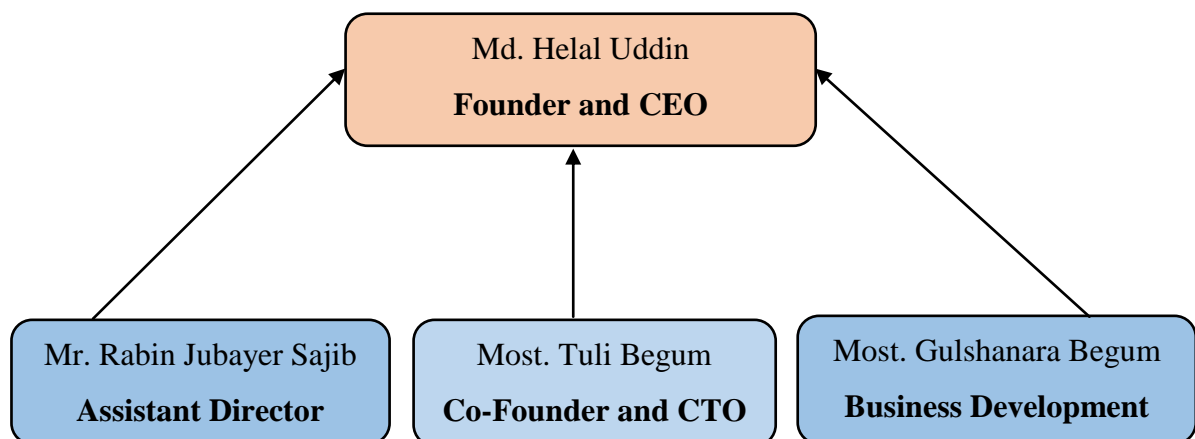 Md. Helal Uddin
Founder and CEO
Mr. Rabin Jubayer Sajib
Assistant Director
Most. Tuli Begum
Co-Founder and CTO
Most. Gulshanara Begum
Business Development